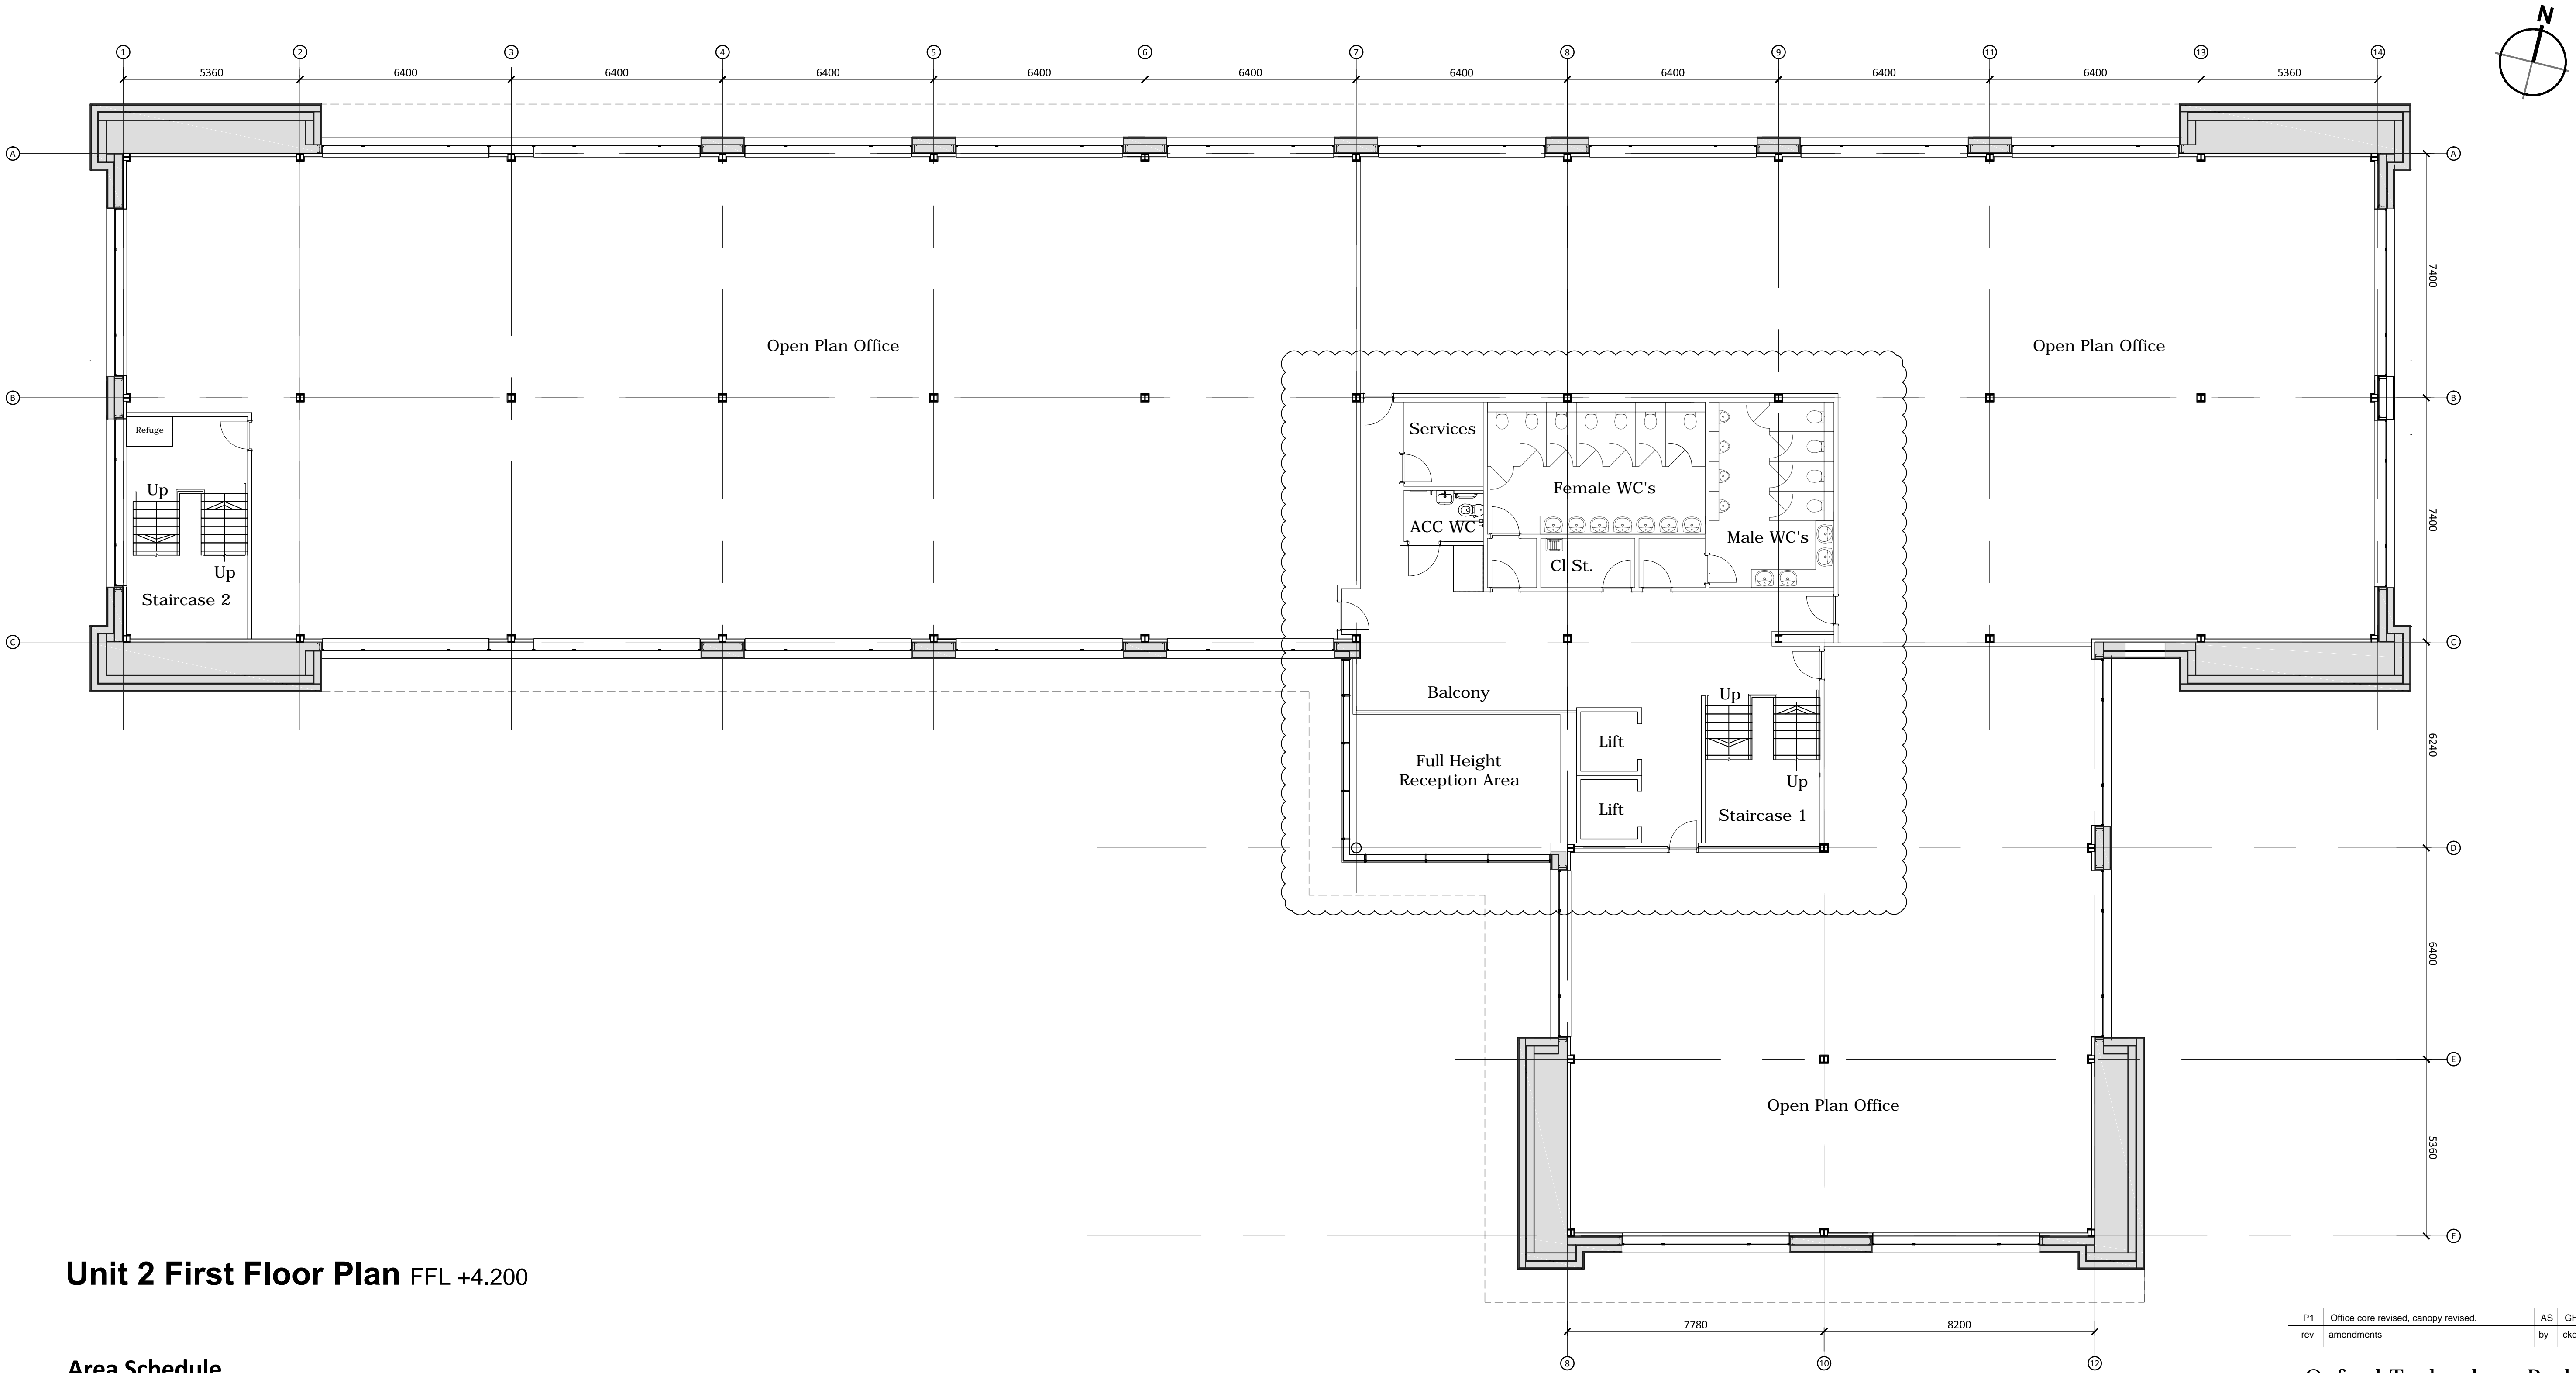 N
1 2 3 4 5 6 7 8 9 11 13 14
5360 6400 6400 6400 6400 6400 6400 6400 6400 6400 5360
A A
7400
Open Plan Office Open Plan Office
B B
Refuge
Services
Up
Female WC's
7400
ACC WC
Male WC's
Cl St.
Up
Staircase 2
C C
Balcony
Up
Lift
6240
Full Height
Reception Area
Up
Lift
Staircase 1
D
6400
E
Open Plan Office
5360
F
Unit 2 First Floor Plan FFL +4.200
P1 Office core revised, canopy revised. AS
7780 8200
rev amendments by
8 10 12
Area Schedule